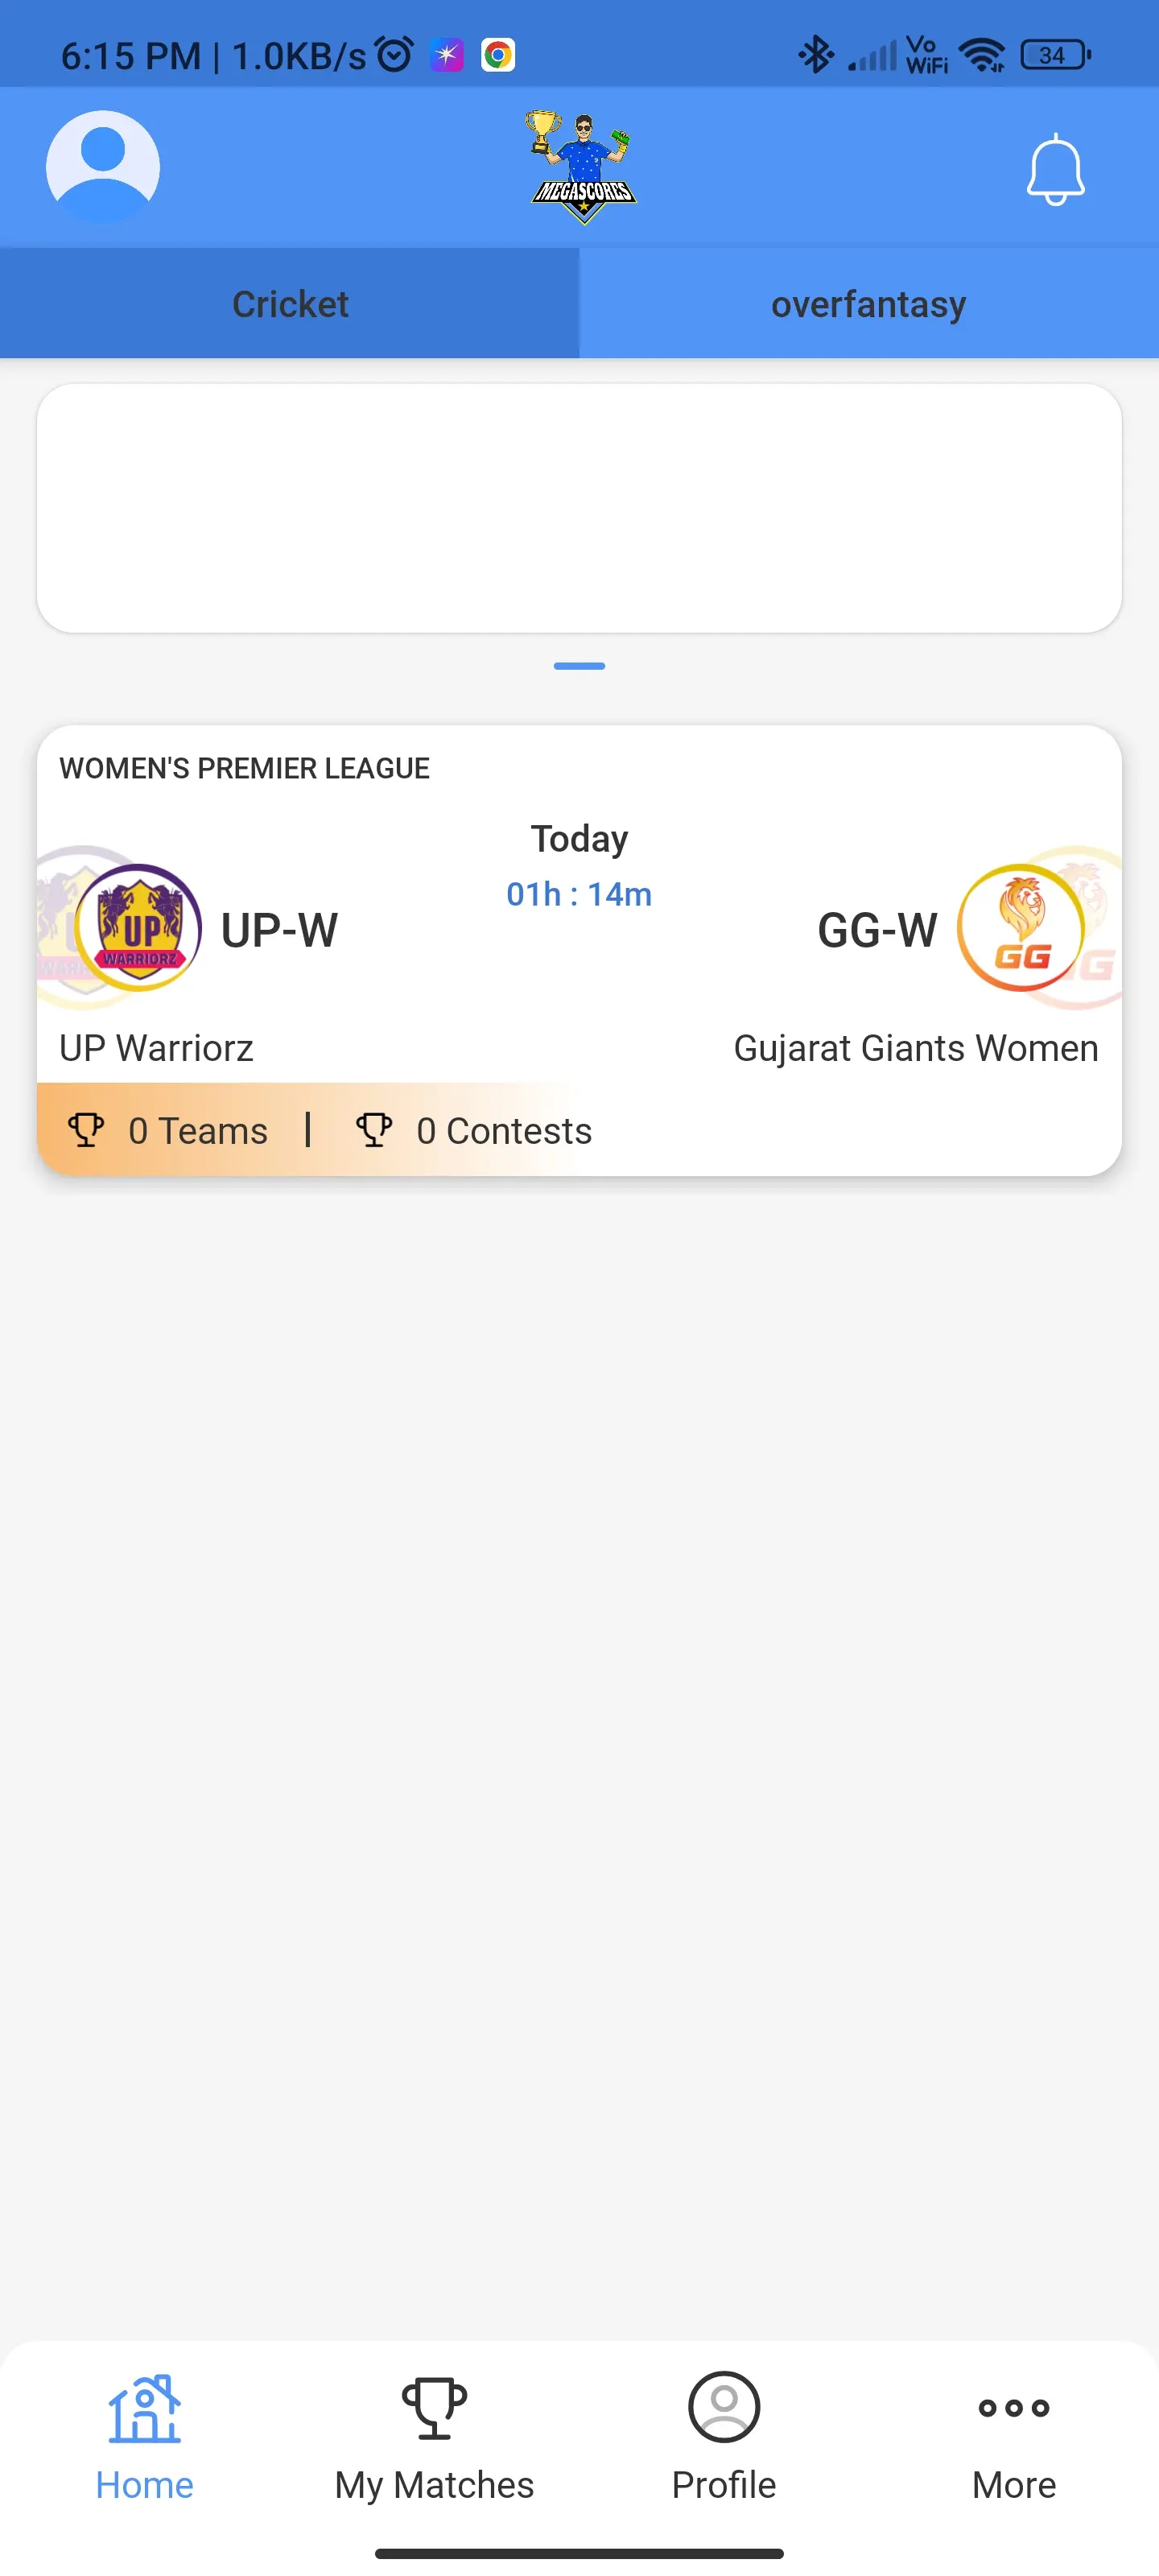 6:15 PM | 1.0KB/s
Vo
WiFi
34
MEGASCORES
Cricket
overfantasy
WOMEN'S PREMIER LEAGUE
Today
01h : 14m
UP
WARRIORZ
UP-W
GG-W
GG
UP Warriorz
Gujarat Giants Women
0 Teams | 0 Contests
Home
My Matches
Profile
More